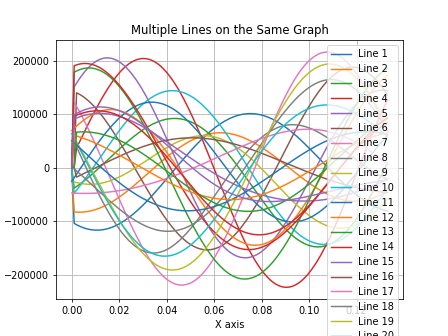 Multiple Lines on the Same Graph
200000
100000
0
−100000
−200000
0.00
0.02
0.04
0.06
0.08
0.10
X axis
Line 1
Line 2
Line 3
Line 4
Line 5
Line 6
Line 7
Line 8
Line 9
Line 10
Line 11
Line 12
Line 13
Line 14
Line 15
Line 16
Line 17
Line 18
Line 19
Line 20